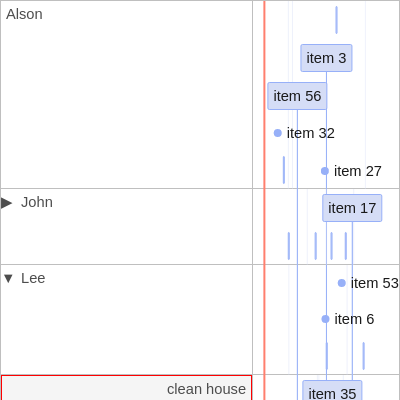 Alson
item 3
item 56
item 32
item 27
▶ John
item 17
▼ Lee
item 53
item 6
clean house
item 35